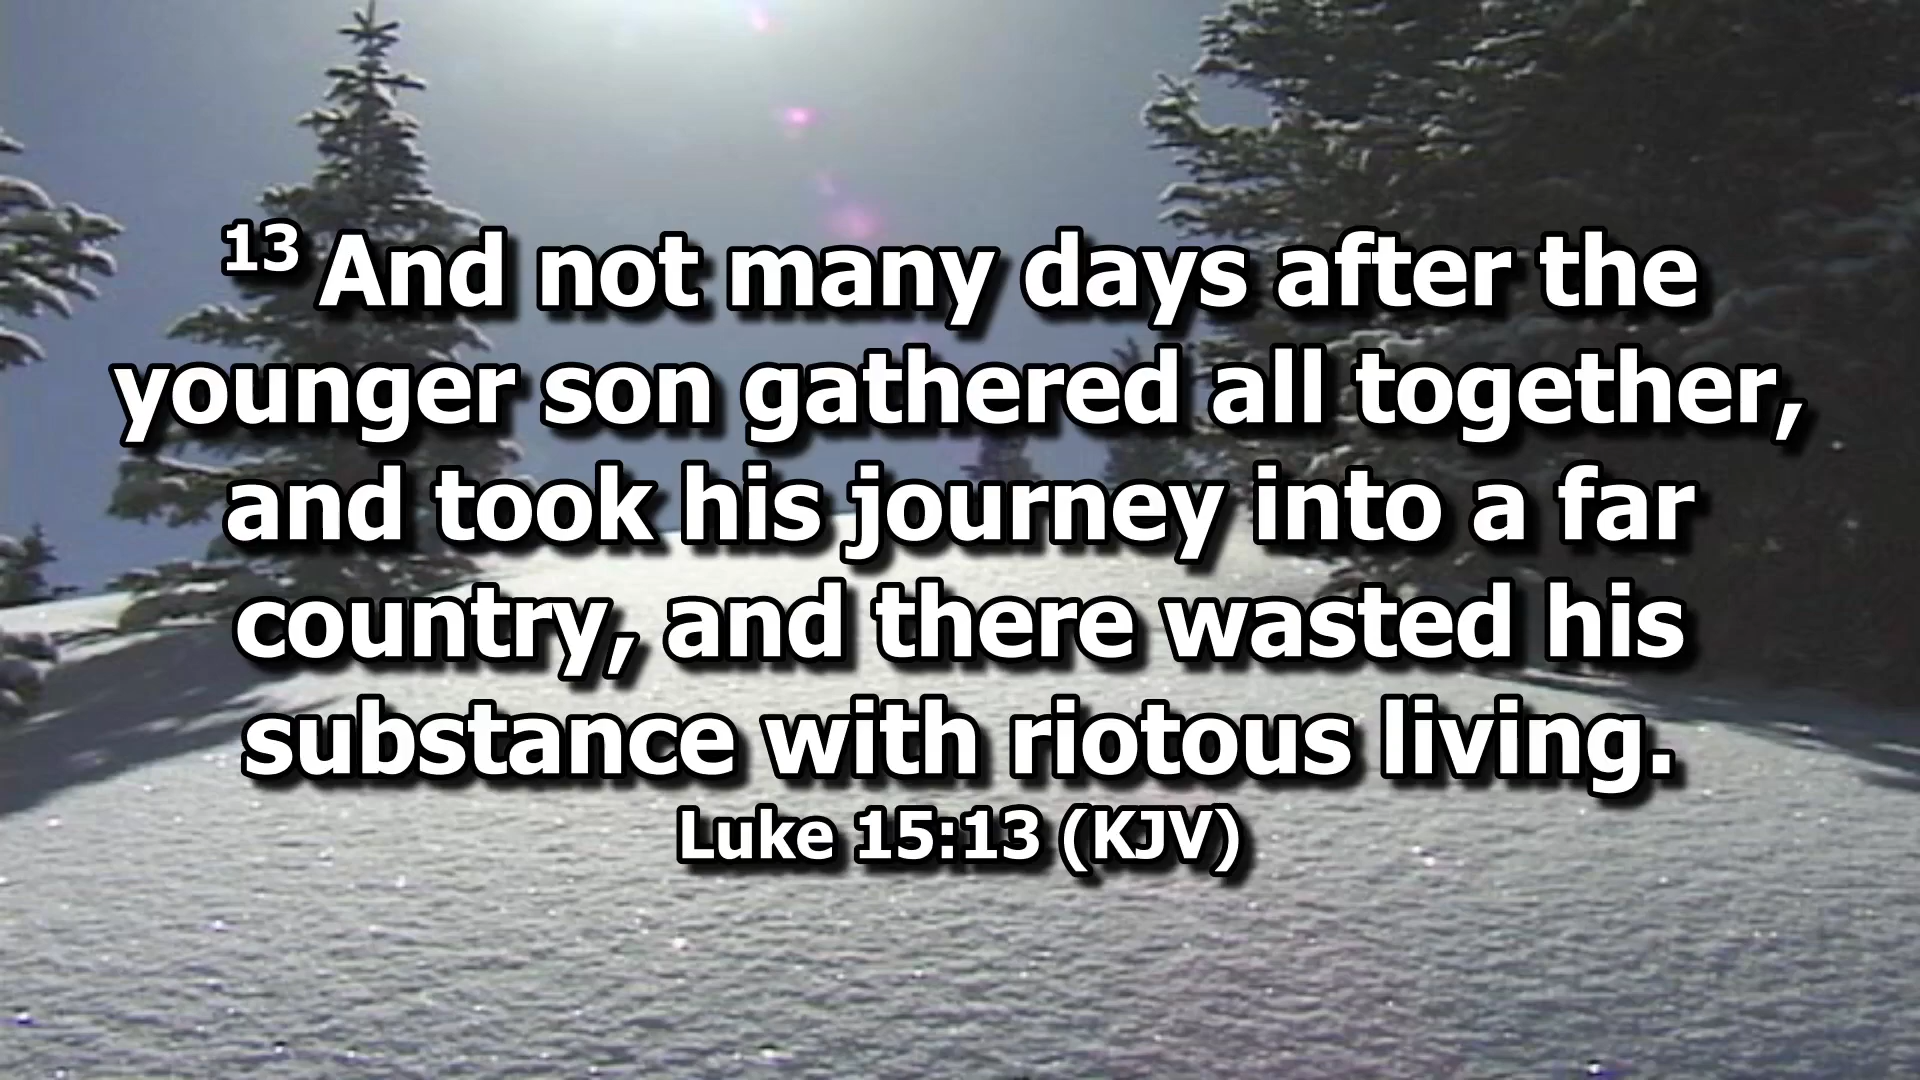 13 And not many days after the
younger son gathered all together,
and took his journey into a far
country, and there wasted his
substance with riotous living.
Luke 15:13 (KJV)